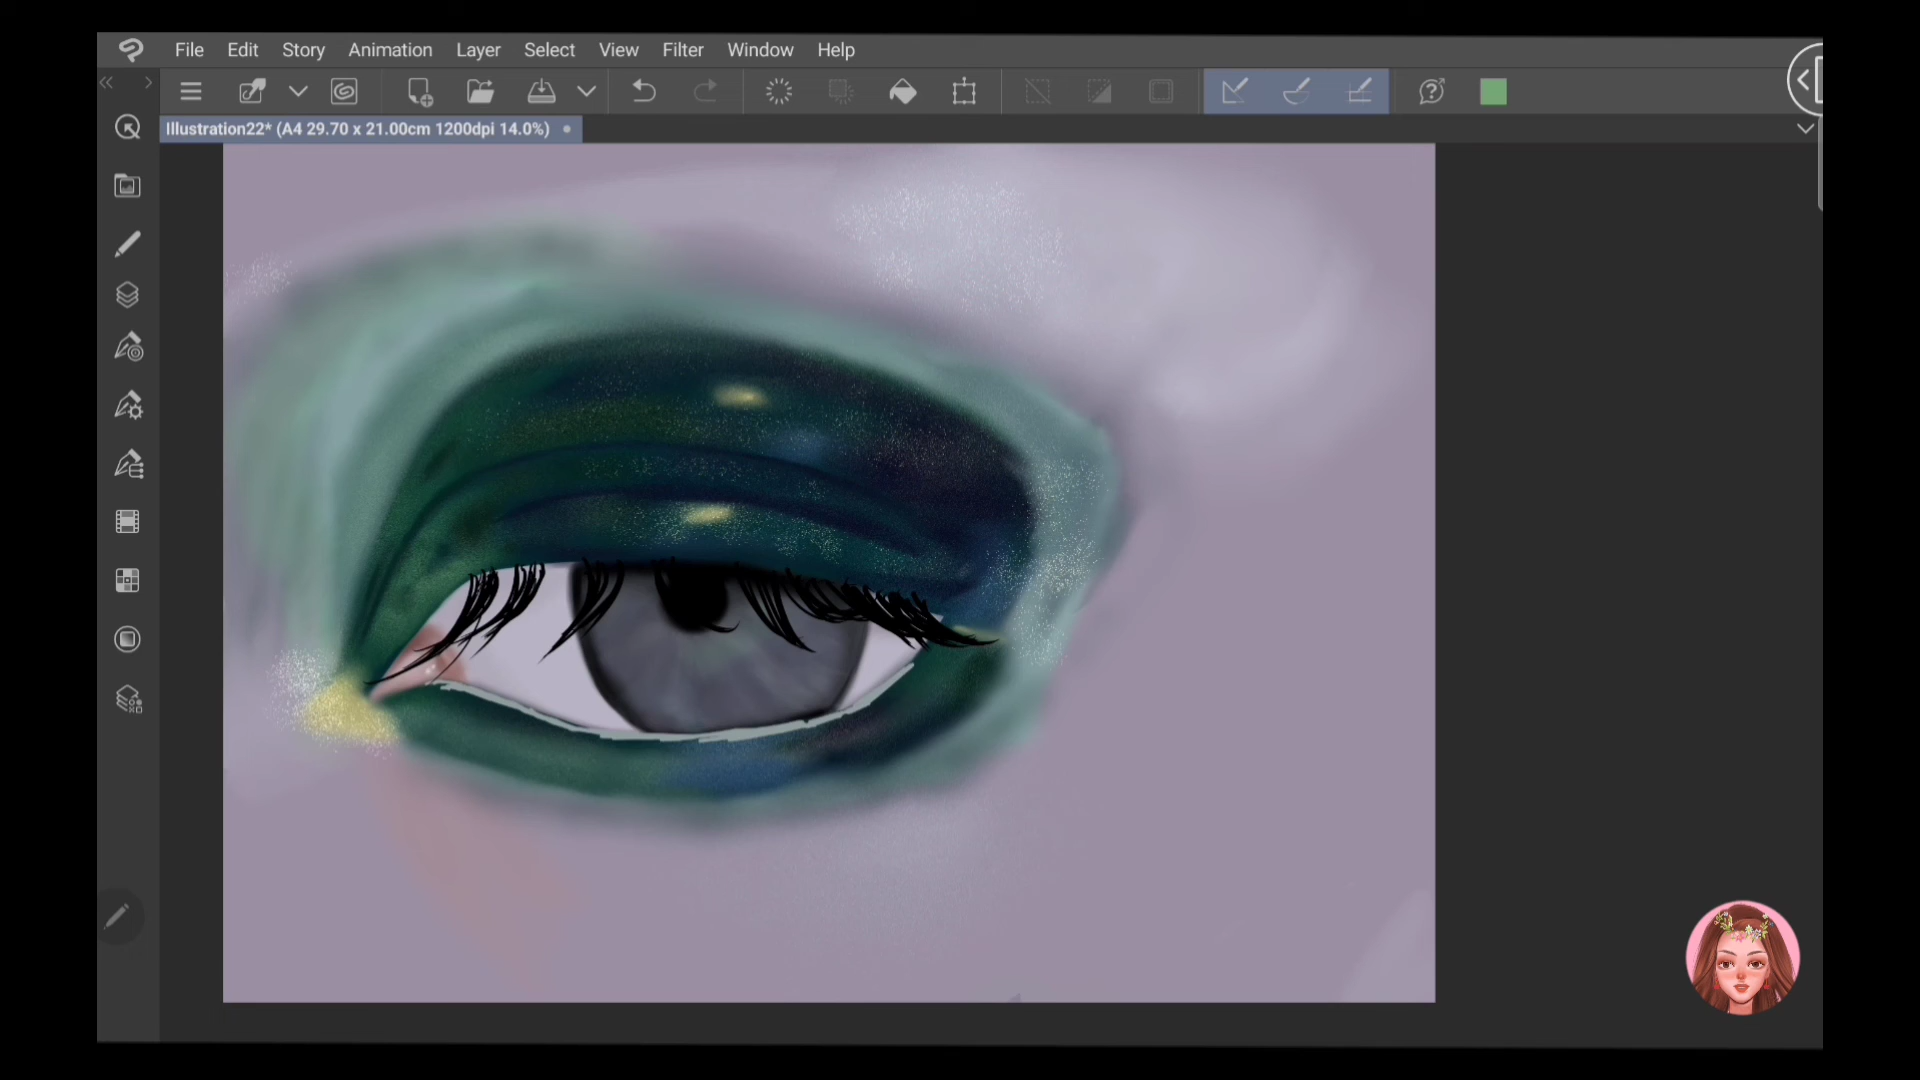 File Edit Story Animation Layer Select View Filter Window Help
Illustration22* (A4 29.70 x 21.00cm 1200dpi 14.0%)